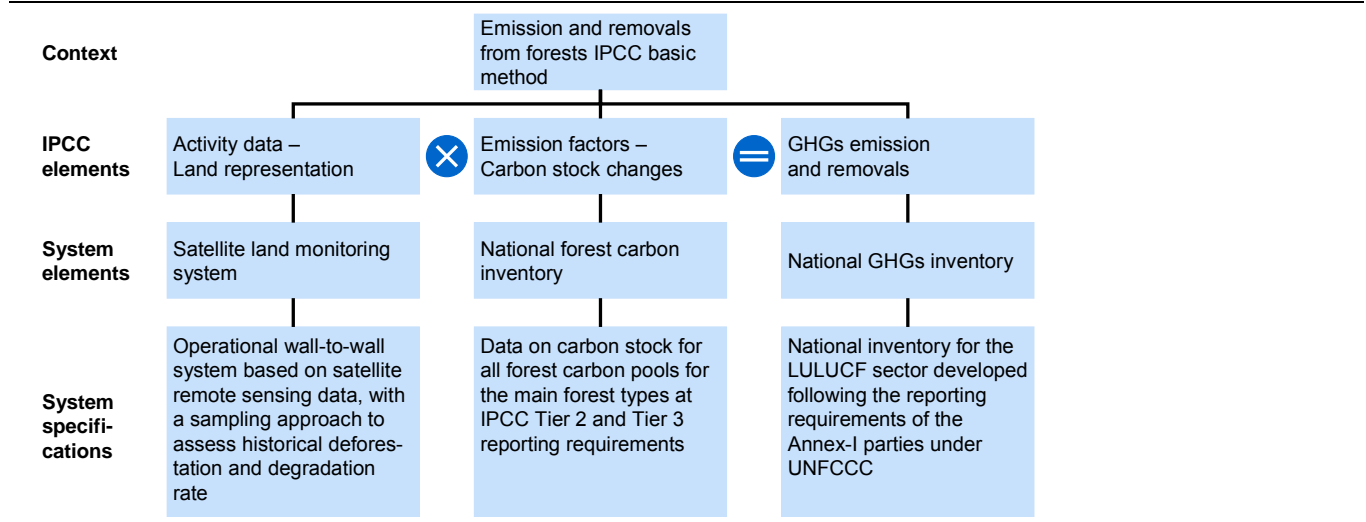 Context
Emission and removals
from forests IPCC basic
method
IPCC
elements
Activity data –
Land representation
Emission factors –
Carbon stock changes
GHGs emission
and removals
System
elements
Satellite land monitoring
system
National forest carbon
inventory
National GHGs inventory
System
specifi-
cations
Operational wall-to-wall
system based on satellite
remote sensing data, with
a sampling approach to
assess historical defores-
tation and degradation
rate
Data on carbon stock for
all forest carbon pools for
the main forest types at
IPCC Tier 2 and Tier 3
reporting requirements
National inventory for the
LULUCF sector developed
following the reporting
requirements of the
Annex-I parties under
UNFCCC